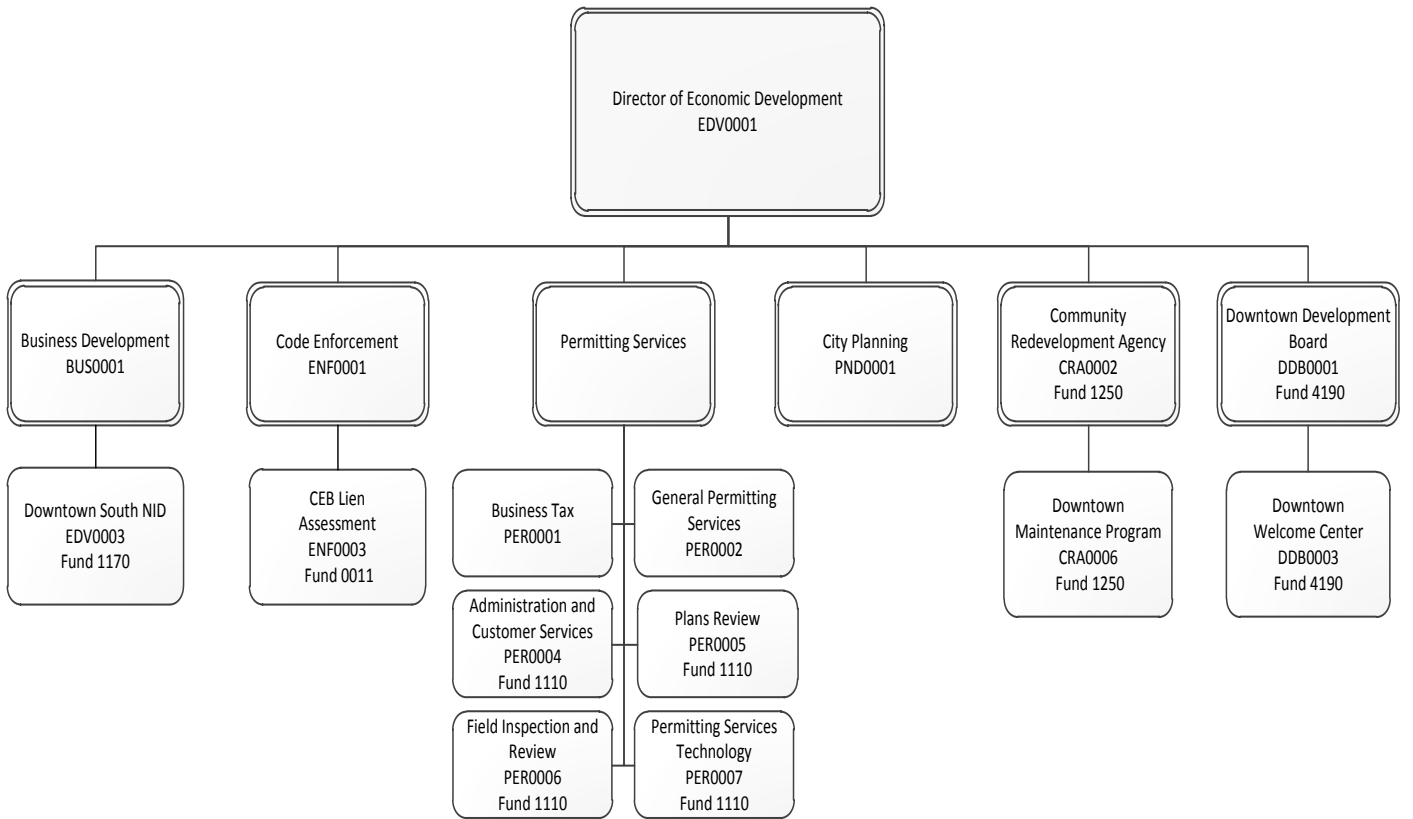 Director of Economic Development
EDV0001
Business Development
BUS0001
Code Enforcement
ENF0001
Permitting Services
City Planning
PND0001
Community
Redevelopment Agency
CRA0002
Fund 1250
Downtown Development
Board
DDB0001
Fund 4190
Downtown South NID
EDV0003
Fund 1170
CEB Lien
Assessment
ENF0003
Fund 0011
Business Tax
PER0001
General Permitting
Services
PER0002
Downtown
Maintenance Program
CRA0006
Fund 1250
Downtown
Welcome Center
DDB0003
Fund 4190
Administration and
Customer Services
PER0004
Fund 1110
Plans Review
PER0005
Fund 1110
Field Inspection and
Review
PER0006
Fund 1110
Permitting Services
Technology
PER0007
Fund 1110